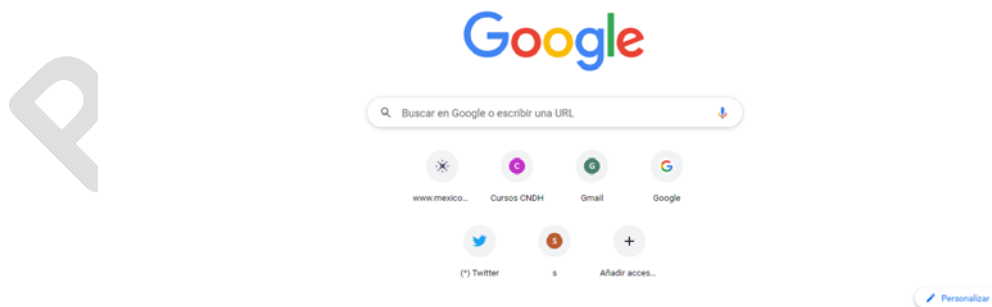 Google
Buscar en Google o escribir una URL
C
G
G
www.mexico...
Cursos CNDH
Gmail
Google
S
(*) Twitter
s
Añadir acces...
Personalizar